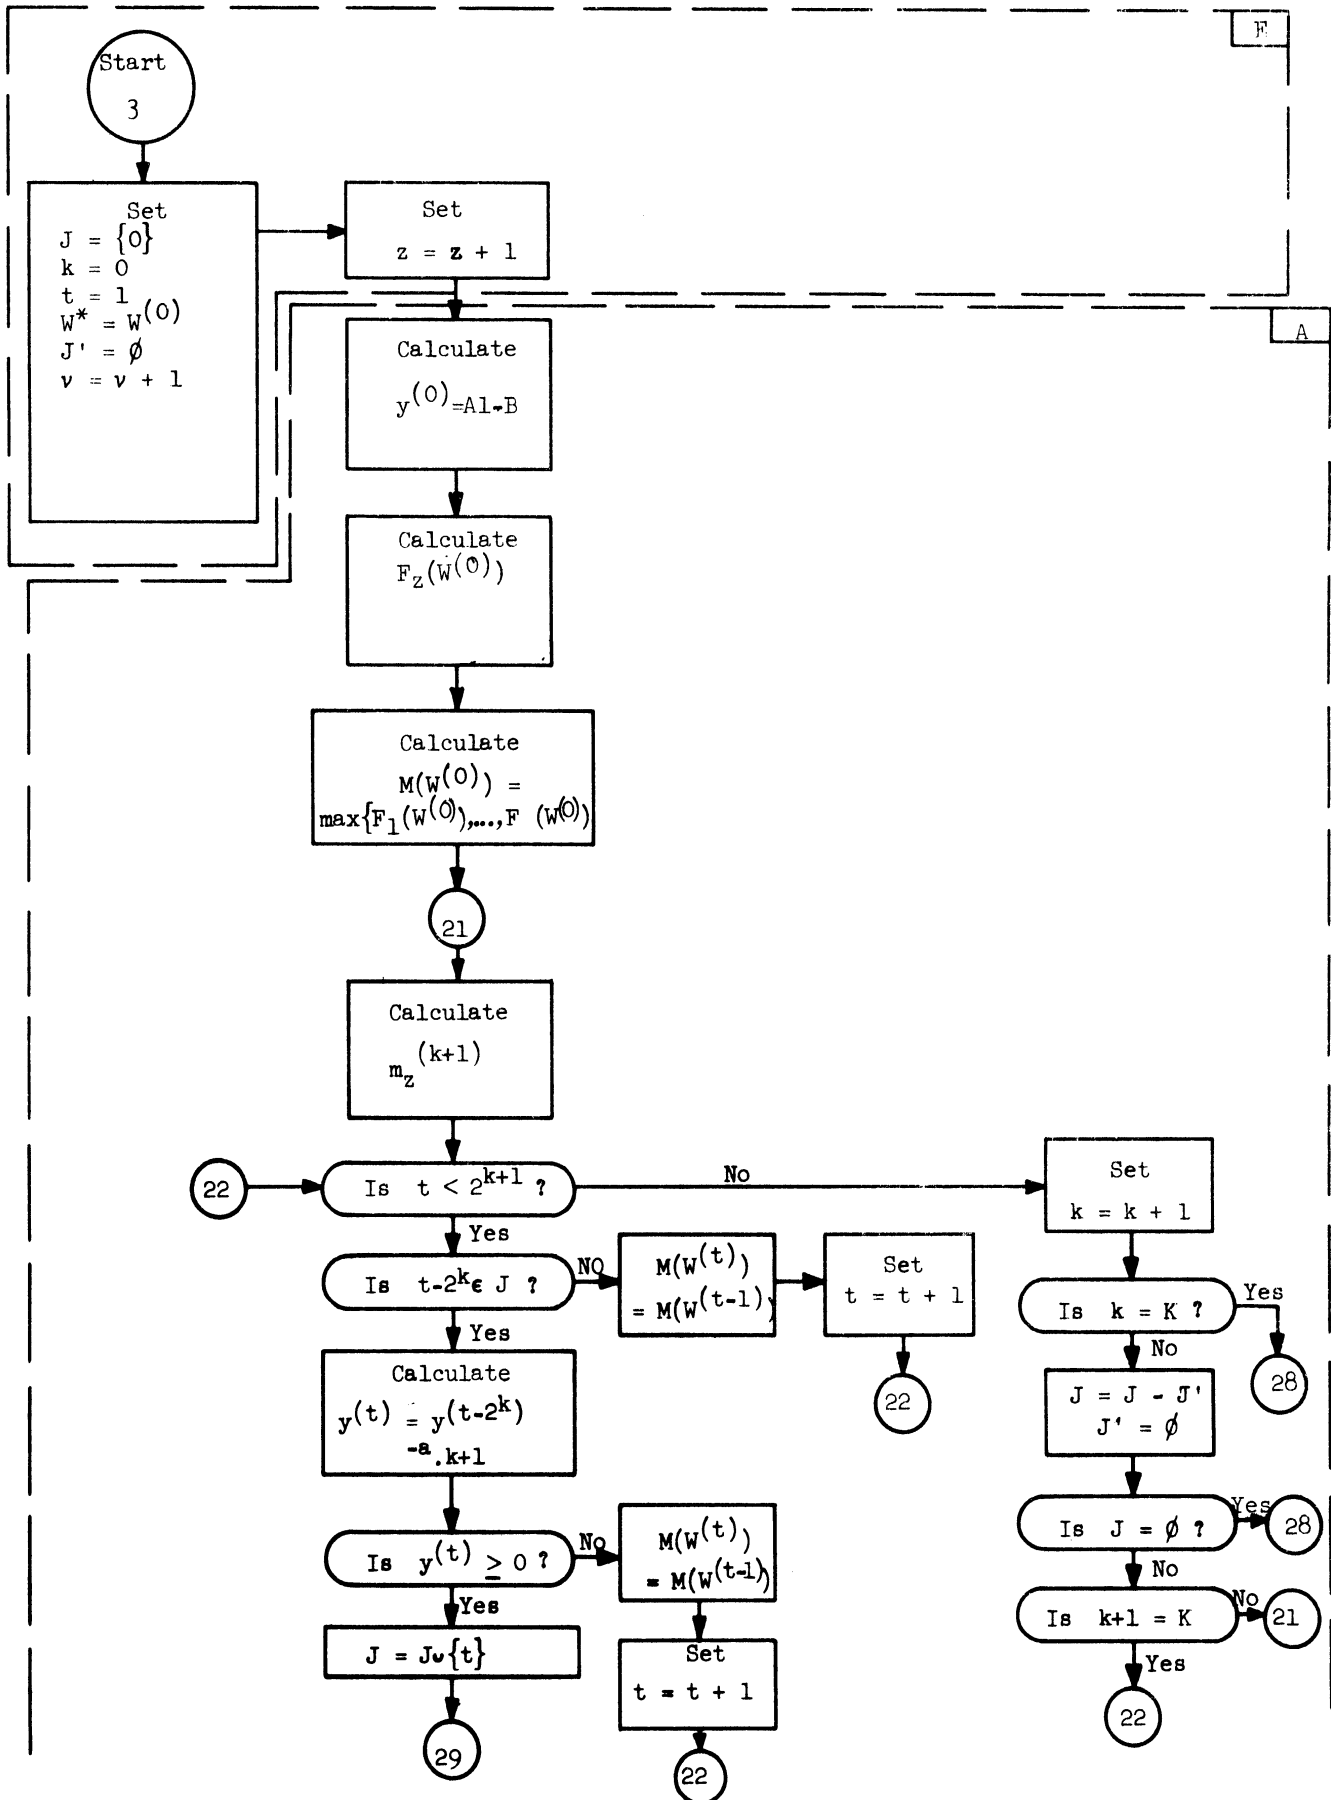 F
Start
3
Set
J = {0}
k = 0
t = 1
W* = W(0)
J' = ∅
ν = ν + 1
Set
z = z + 1
A
Calculate
y(0)=A1-B
Calculate
Fz(W(0))
Calculate
M(W(0)) =
max{F1(W(0)),...,F (W(0))
21
Calculate
mz(k+1)
22
Is t < 2k+1 ?
No
Set
k = k + 1
Yes
Is t-2kϵ J ?
NO
M(W(t))
= M(W(t-1))
Set
t = t + 1
22
Is k = K ?
Yes
28
No
J = J - J'
J' = ∅
Yes
Calculate
y(t) = y(t-2k)
-a.k+1
Is J = ∅ ?
Yes
28
No
Is y(t) ≥ 0 ?
No
M(W(t))
= M(W(t-1))
Is k+1 = K
No
21
Yes
22
Yes
J = J∪{t}
29
Set
t = t + 1
22